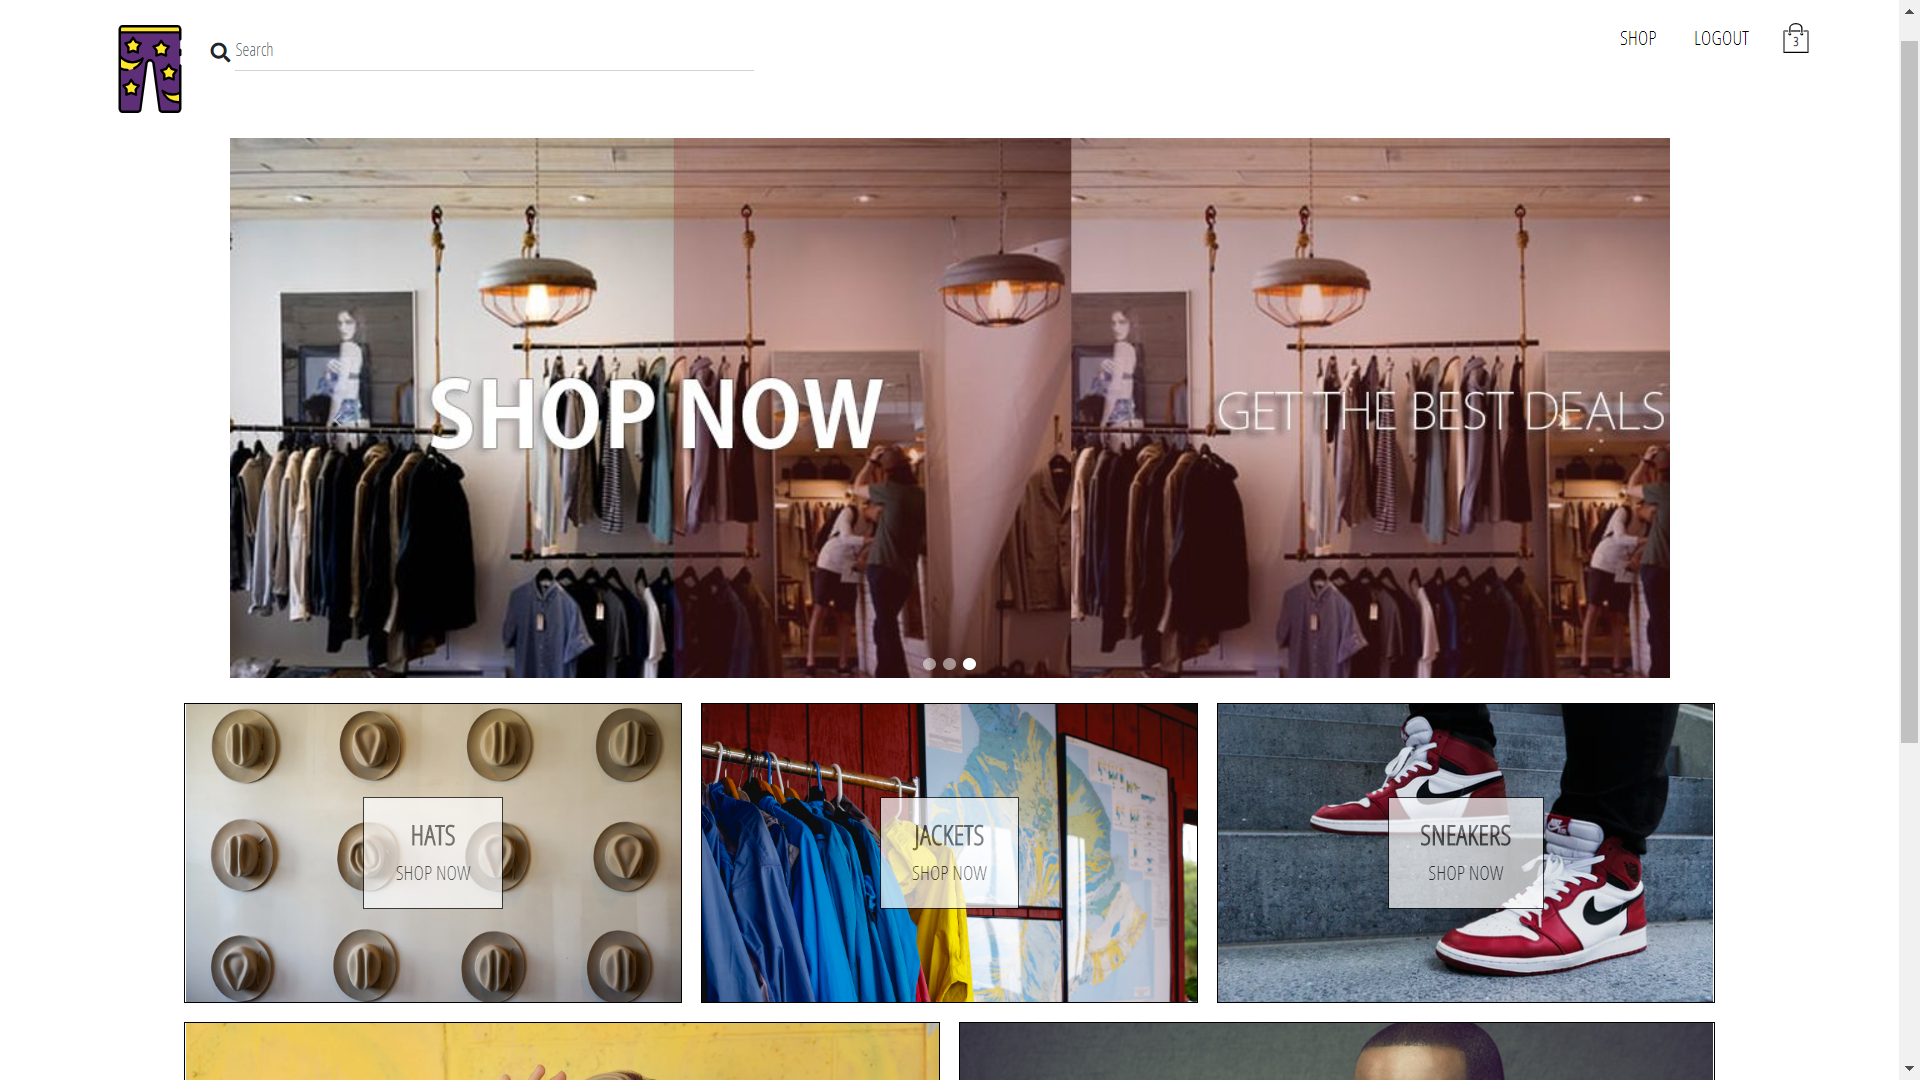 Search
SHOP
LOGOUT
3
SHOP NOW
GET THE BEST DEALS
HATS
SHOP NOW
JACKETS
SHOP NOW
SNEAKERS
SHOP NOW